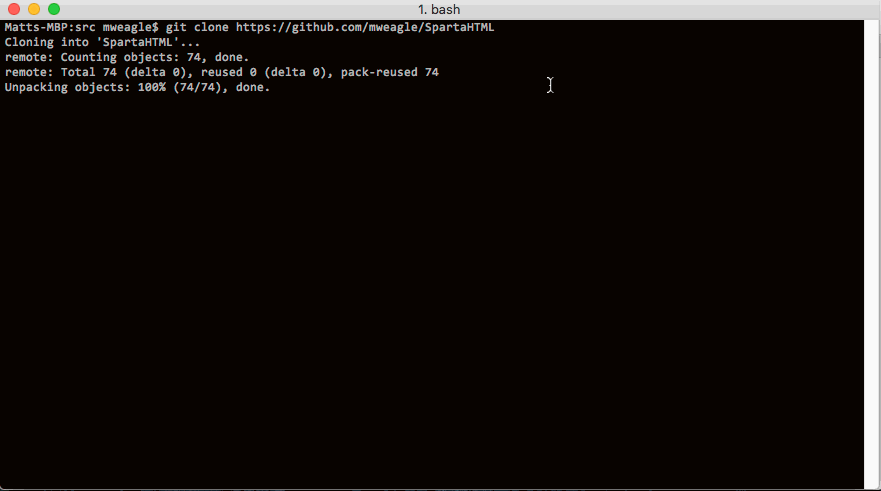 1. bash
Matts-MBP:src mweagle$ git clone https://github.com/mweagle/SpartaHTML
Cloning into 'SpartaHTML'...
remote: Counting objects: 74, done.
remote: Total 74 (delta 0), reused 0 (delta 0), pack-reused 74
Unpacking objects: 100% (74/74), done.